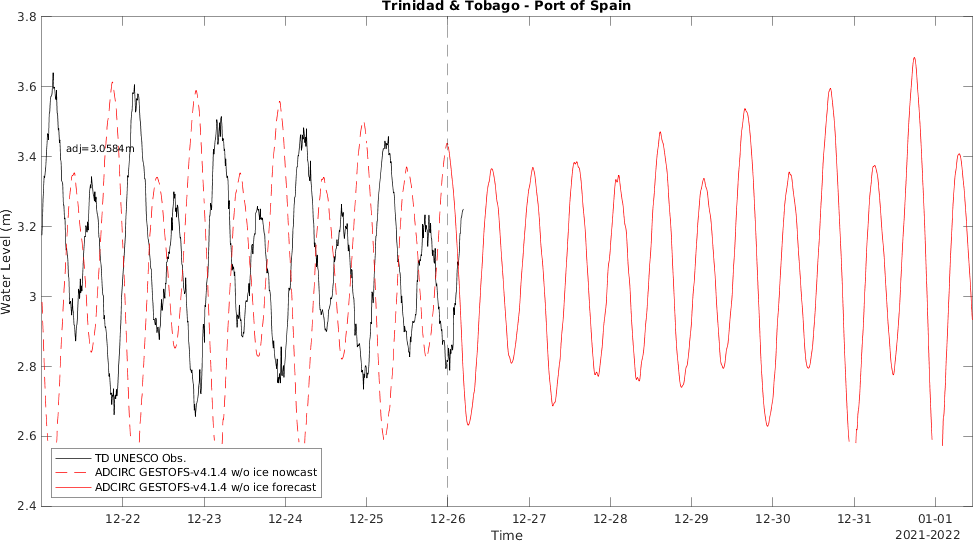 Trinidad & Tobago - Port of Spain
3.8
3.6
3.4
3.2
3
2.8
2.6
2.4
Water Level (m)
adj=3.0584m
TD UNESCO Obs.
ADCIRC GESTOFS-v4.1.4 w/o ice nowcast
ADCIRC GESTOFS-v4.1.4 w/o ice forecast
12-22 12-23 12-24 12-25 12-26 12-27 12-28 12-29 12-30 12-31 01-01
Time
2021-2022